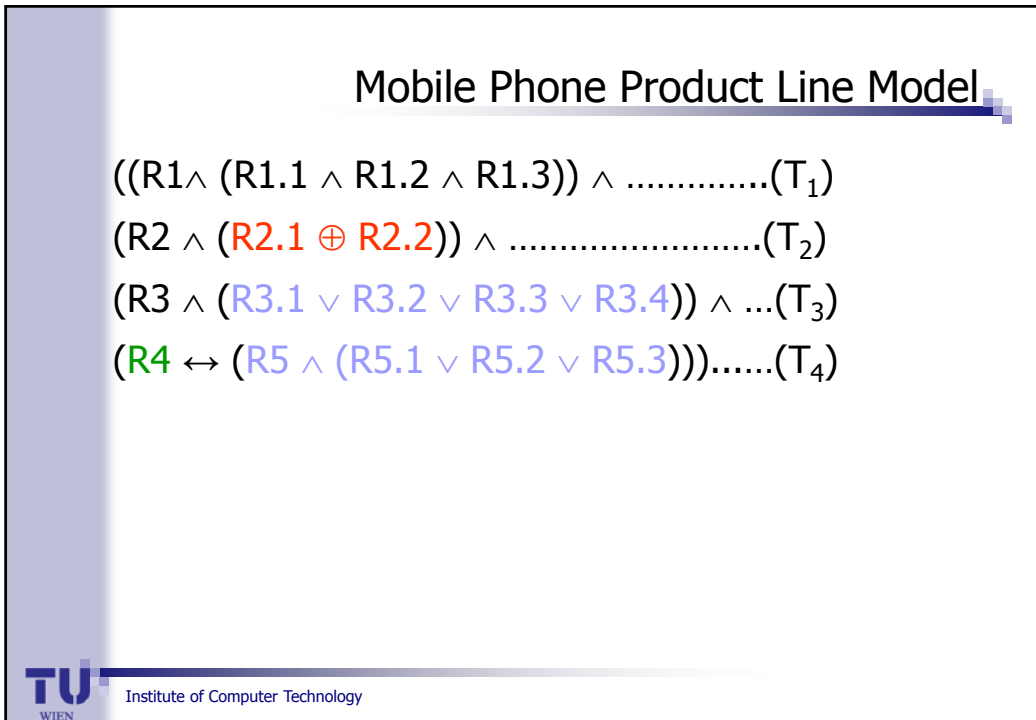 Mobile Phone Product Line Model
((R1∧ (R1.1 ∧ R1.2 ∧ R1.3)) ∧ …………..(T₁)
(R2 ∧ (R2.1 ⊕ R2.2)) ∧ …………………….(T₂)
(R3 ∧ (R3.1 ∨ R3.2 ∨ R3.3 ∨ R3.4)) ∧ …(T₃)
(R4 ↔ (R5 ∧ (R5.1 ∨ R5.2 ∨ R5.3)))...…(T₄)
TU
WIEN
Institute of Computer Technology